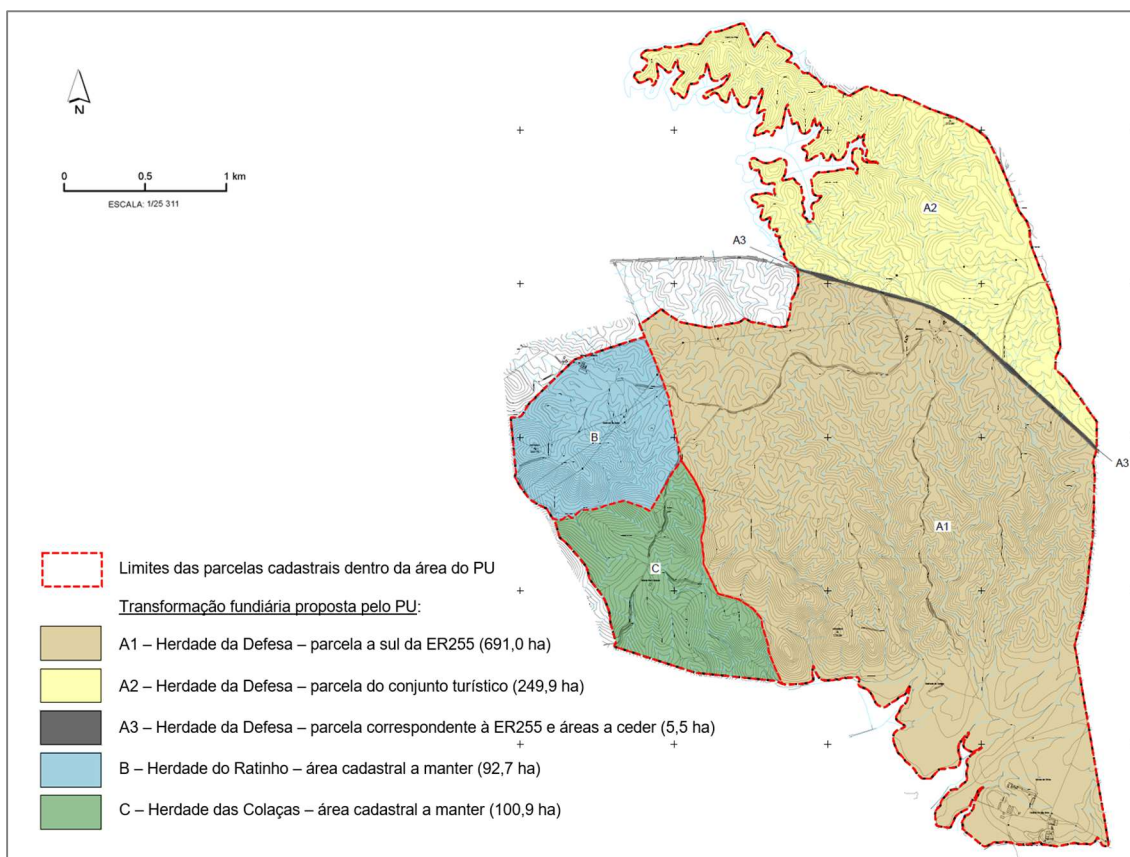 N
0 0.5 1 km
ESCALA: 1/25 311
A2
A3
B
A3
A1
C
Limites das parcelas cadastrais dentro da área do PU
Transformação fundiária proposta pelo PU:
A1 – Herdade da Defesa – parcela a sul da ER255 (691,0 ha)
A2 – Herdade da Defesa – parcela do conjunto turístico (249,9 ha)
A3 – Herdade da Defesa – parcela correspondente à ER255 e áreas a ceder (5,5 ha)
B – Herdade do Ratinho – área cadastral a manter (92,7 ha)
C – Herdade das Colaças – área cadastral a manter (100,9 ha)